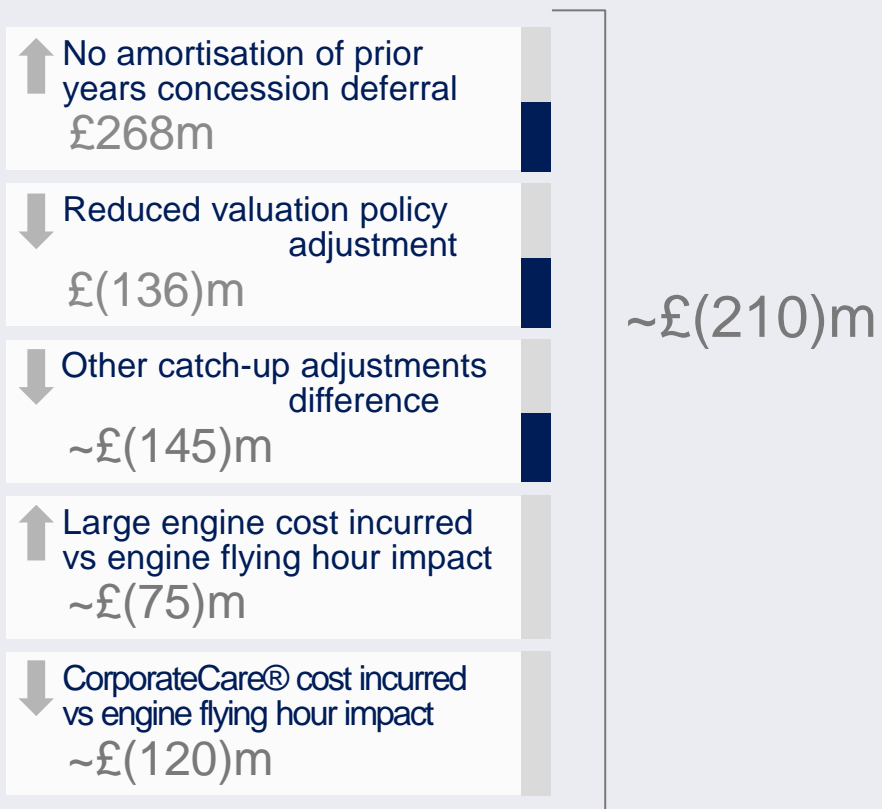 No amortisation of prior
years concession deferral
£268m
Reduced valuation policy
adjustment
£(136)m
Other catch-up adjustments
difference
~£(145)m
Large engine cost incurred
vs engine flying hour impact
~£(75)m
CorporateCare® cost incurred
vs engine flying hour impact
~£(120)m
~£(210)m